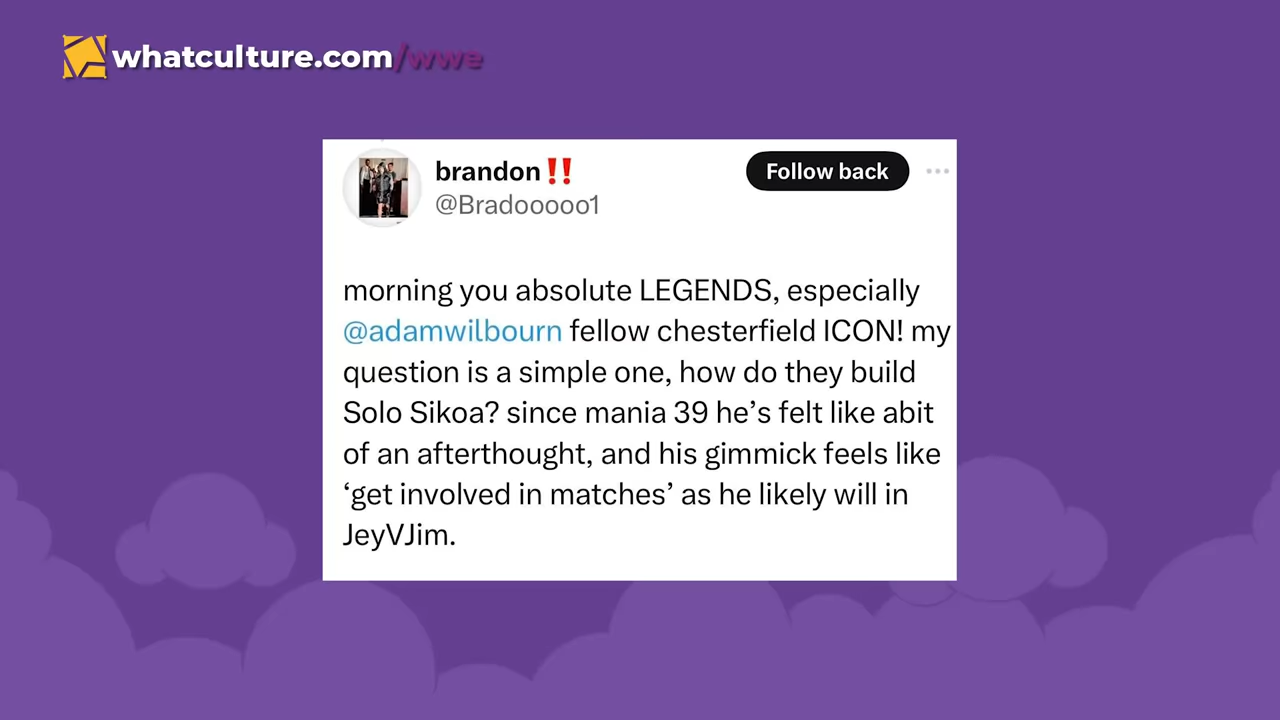 whatculture.com/wwe
brandon‼️
@Bradooooo1
Follow back
morning you absolute LEGENDS, especially
@adamwilbourn fellow chesterfield ICON! my
question is a simple one, how do they build
Solo Sikoa? since mania 39 he’s felt like abit
of an afterthought, and his gimmick feels like
‘get involved in matches’ as he likely will in
JeyVJim.